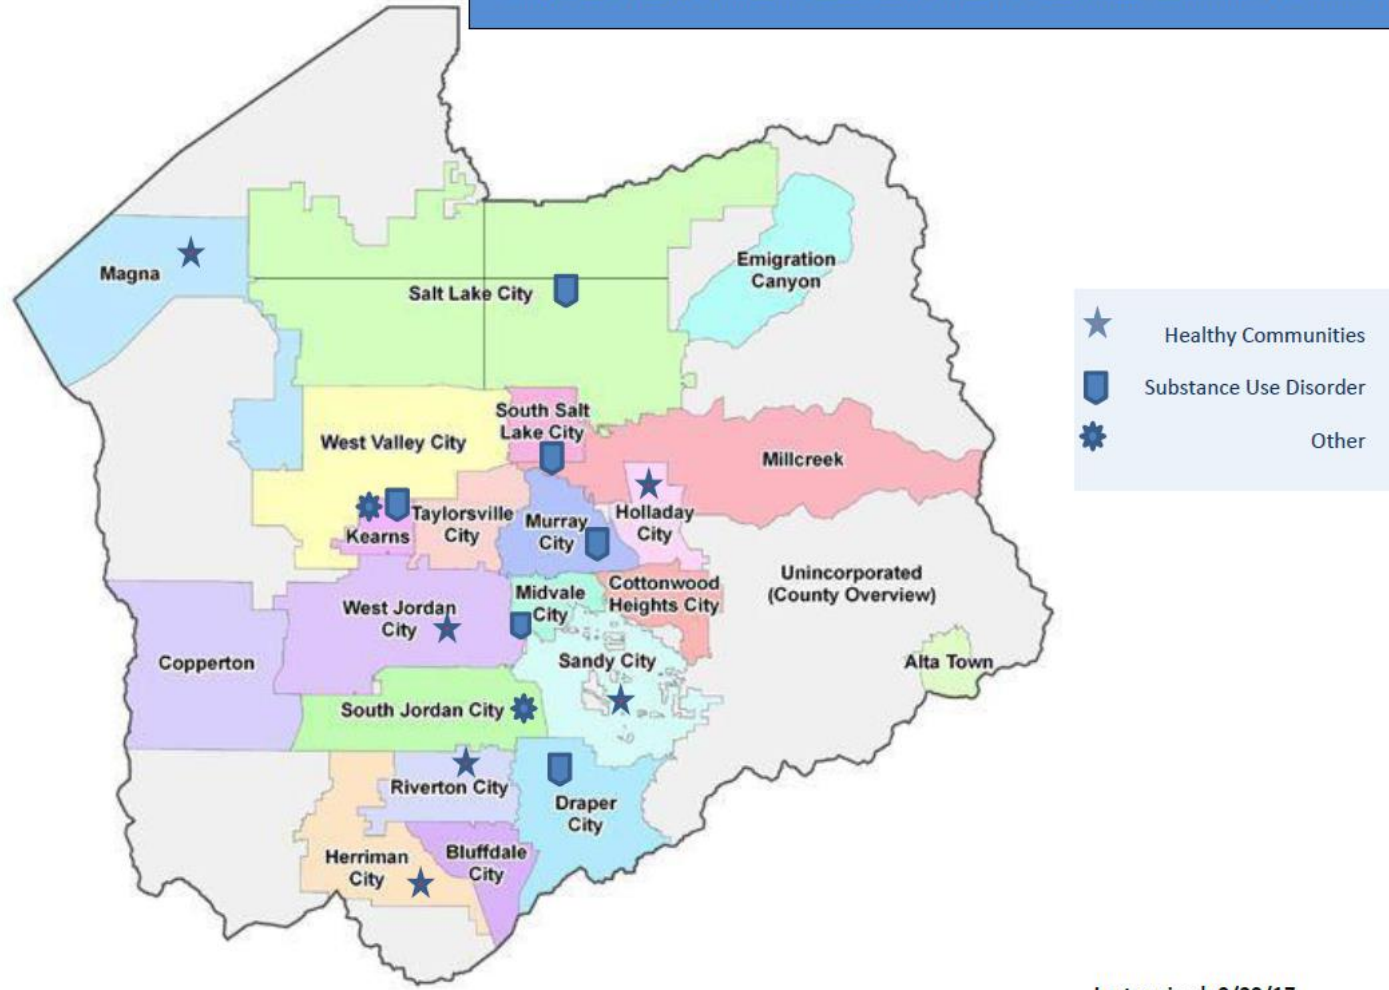 Magna
Salt Lake City
Emigration
Canyon
Healthy Communities
Substance Use Disorder
Other
South Salt
Lake City
West Valley City
Millcreek
Kearns
Taylorsville
City
Murray
City
Holladay
City
Unincorporated
(County Overview)
Midvale
City
Cottonwood
Heights City
West Jordan
City
Copperton
Sandy City
Alta Town
South Jordan City
Riverton City
Draper
City
Herriman
City
Bluffdale
City